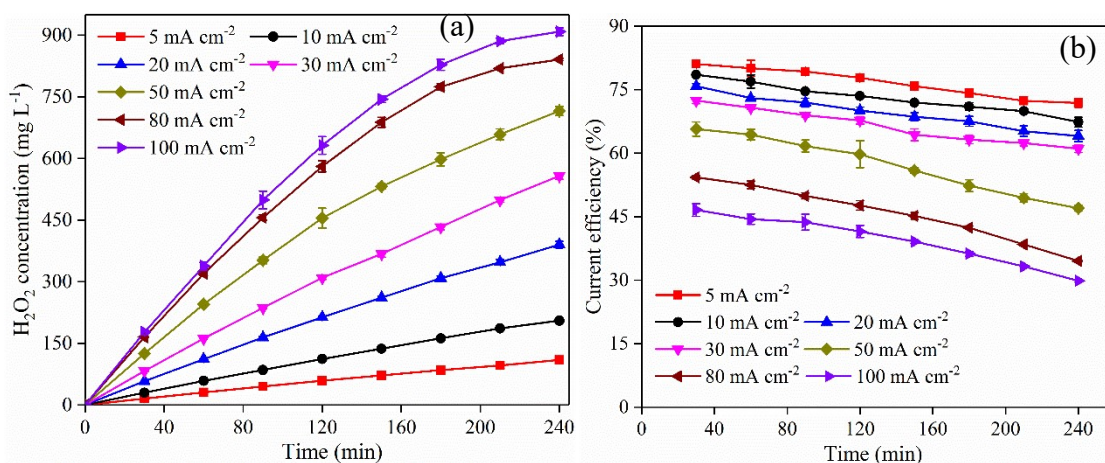 (a)
5 mA cm⁻² 10 mA cm⁻²
20 mA cm⁻² 30 mA cm⁻²
50 mA cm⁻²
80 mA cm⁻²
100 mA cm⁻²
H₂O₂ concentration (mg L⁻¹)
900
750
600
450
300
150
0
0 40 80 120 160 200 240
Time (min)
(b)
Current efficiency (%)
90
75
60
45
30
15
0
5 mA cm⁻²
10 mA cm⁻² 20 mA cm⁻²
30 mA cm⁻² 50 mA cm⁻²
80 mA cm⁻² 100 mA cm⁻²
0 40 80 120 160 200 240
Time (min)